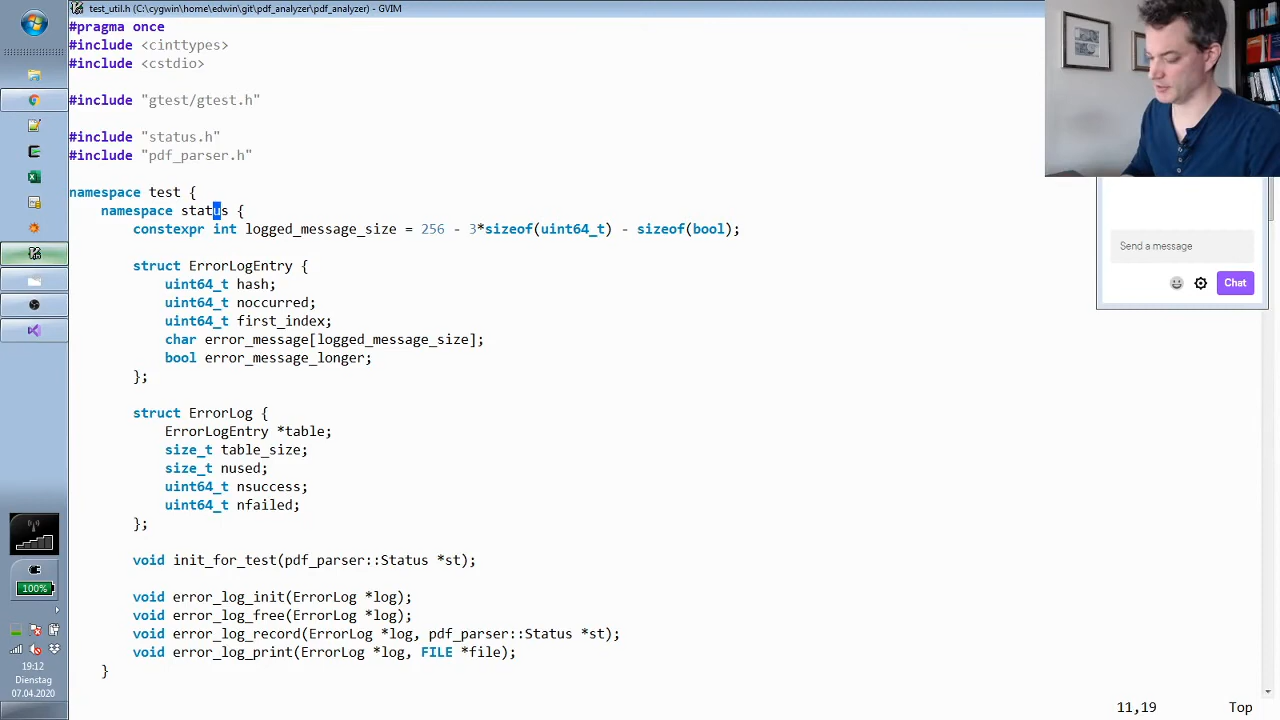 test_util.h (C:\cygwin\home\edwin\git\pdf_analyzer\pdf_analyzer) - GVIM
#pragma once
#include <cinttypes>
#include <cstdio>
#include "gtest/gtest.h"
#include "status.h"
#include "pdf_parser.h"
namespace test {
namespace status {
constexpr int logged_message_size = 256 - 3*sizeof(uint64_t) - sizeof(bool);
struct ErrorLogEntry {
uint64_t hash;
uint64_t noccurred;
uint64_t first_index;
char error_message[logged_message_size];
bool error_message_longer;
};
struct ErrorLog {
ErrorLogEntry *table;
size_t table_size;
size_t nused;
uint64_t nsuccess;
uint64_t nfailed;
};
void init_for_test(pdf_parser::Status *st);
void error_log_init(ErrorLog *log);
void error_log_free(ErrorLog *log);
void error_log_record(ErrorLog *log, pdf_parser::Status *st);
void error_log_print(ErrorLog *log, FILE *file);
}
11,19 Top
Send a message
Chat
100%
19:12
Dienstag
07.04.2020